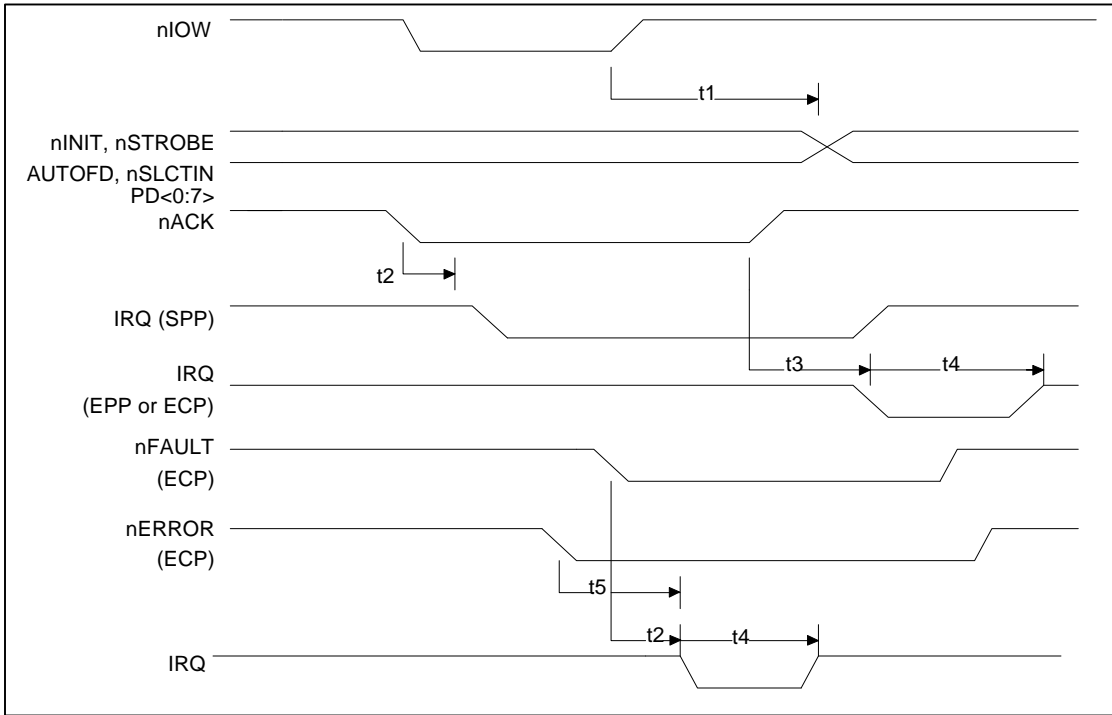 nIOW
t1
nINIT, nSTROBE
AUTOFD, nSLCTIN
PD<0:7>
nACK
t2
IRQ (SPP)
t3
t4
IRQ
(EPP or ECP)
nFAULT
(ECP)
nERROR
(ECP)
t5
t2
t4
IRQ